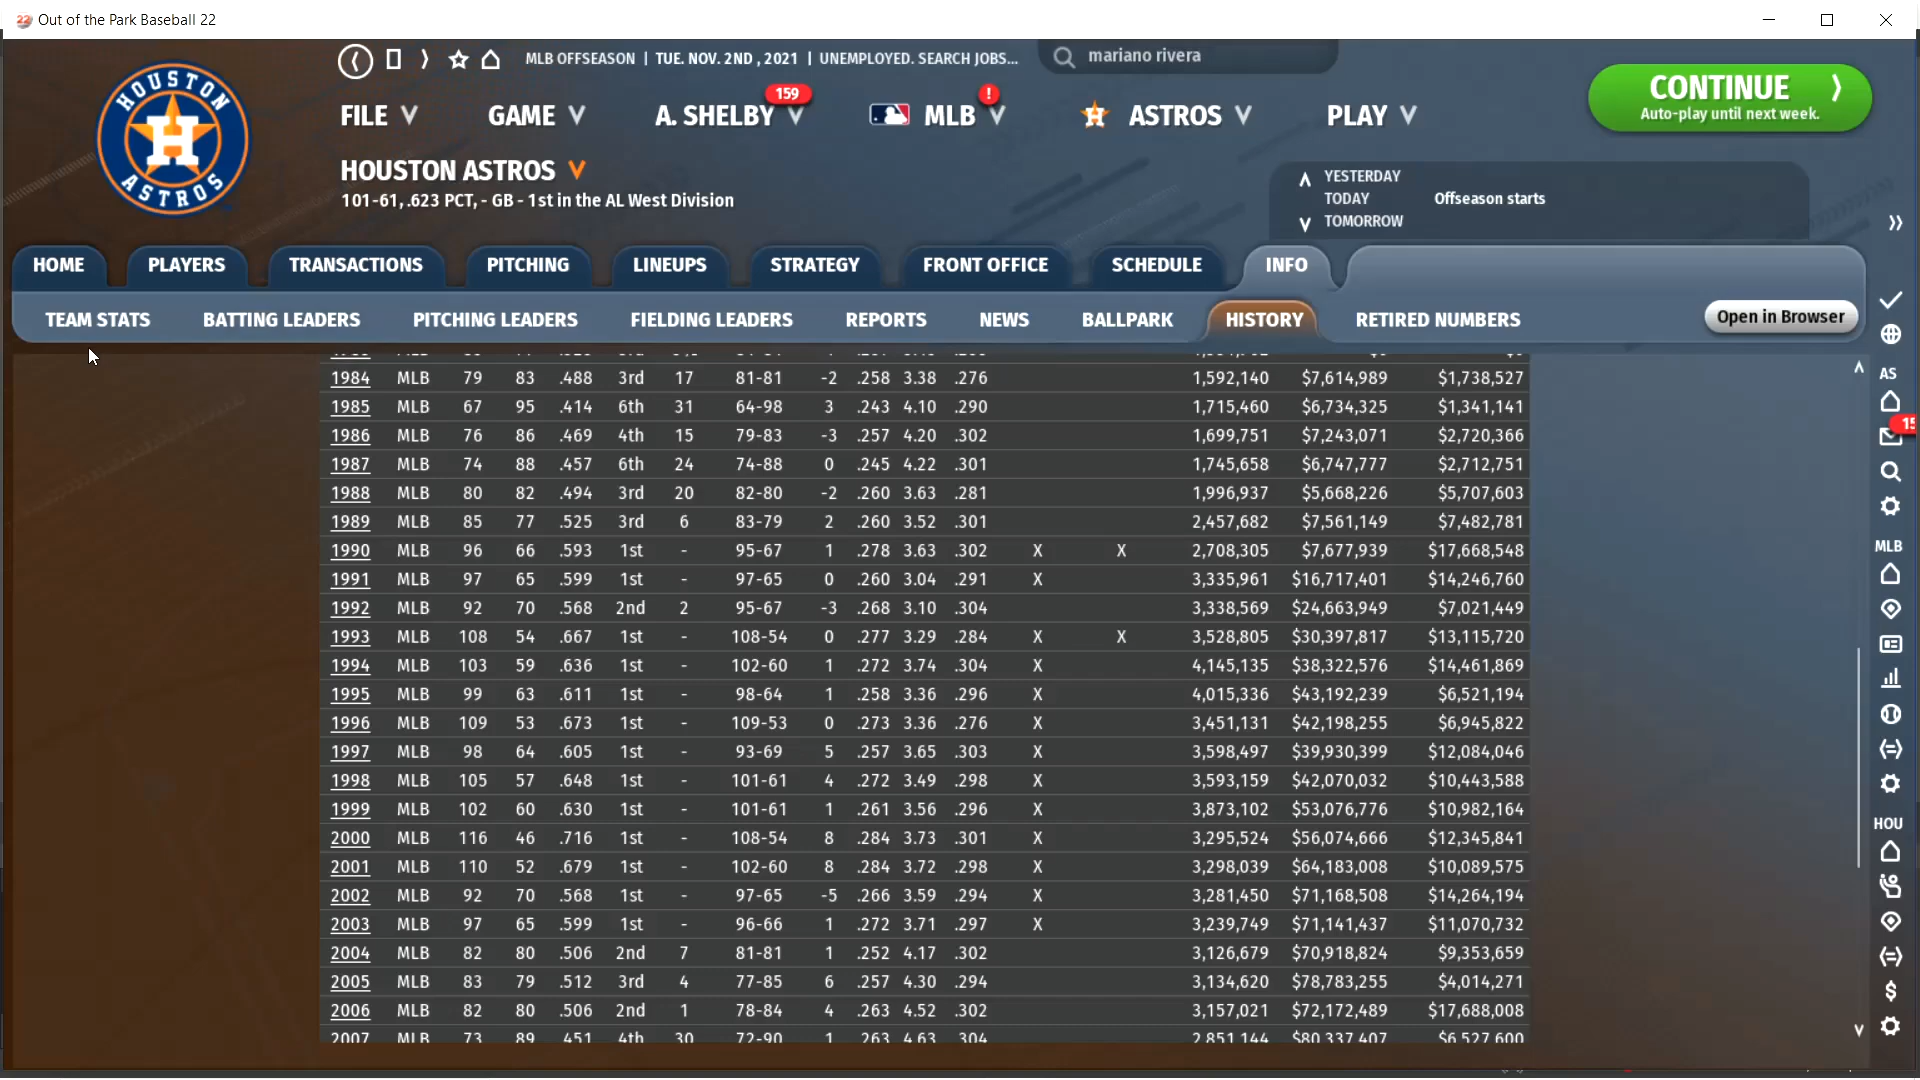 Out of the Park Baseball 22
MLB OFFSEASON | TUE. NOV. 2ND , 2021 | UNEMPLOYED. SEARCH JOBS...
mariano rivera
CONTINUE
Auto-play until next week.
FILE GAME A. SHELBY 159 MLB ! ASTROS PLAY
HOUSTON ASTROS
HOUSTON ASTROS
101-61, .623 PCT, - GB - 1st in the AL West Division
YESTERDAY
TODAY Offseason starts
TOMORROW
HOME PLAYERS TRANSACTIONS PITCHING LINEUPS STRATEGY FRONT OFFICE SCHEDULE INFO
TEAM STATS BATTING LEADERS PITCHING LEADERS FIELDING LEADERS REPORTS NEWS BALLPARK HISTORY RETIRED NUMBERS Open in Browser
1984 MLB 79 83 .488 3rd 17 81-81 -2 .258 3.38 .276 1,592,140 $7,614,989 $1,738,527
1985 MLB 67 95 .414 6th 31 64-98 3 .243 4.10 .290 1,715,460 $6,734,325 $1,341,141
1986 MLB 76 86 .469 4th 15 79-83 -3 .257 4.20 .302 1,699,751 $7,243,071 $2,720,366
1987 MLB 74 88 .457 6th 24 74-88 0 .245 4.22 .301 1,745,658 $6,747,777 $2,712,751
1988 MLB 80 82 .494 3rd 20 82-80 -2 .260 3.63 .281 1,996,937 $5,668,226 $5,707,603
1989 MLB 85 77 .525 3rd 6 83-79 2 .260 3.52 .301 2,457,682 $7,561,149 $7,482,781
1990 MLB 96 66 .593 1st - 95-67 1 .278 3.63 .302 X X 2,708,305 $7,677,939 $17,668,548
1991 MLB 97 65 .599 1st - 97-65 0 .260 3.04 .291 X 3,335,961 $16,717,401 $14,246,760
1992 MLB 92 70 .568 2nd 2 95-67 -3 .268 3.10 .304 3,338,569 $24,663,949 $7,021,449
1993 MLB 108 54 .667 1st - 108-54 0 .277 3.29 .284 X X 3,528,805 $30,397,817 $13,115,720
1994 MLB 103 59 .636 1st - 102-60 1 .272 3.74 .304 X 4,145,135 $38,322,576 $14,461,869
1995 MLB 99 63 .611 1st - 98-64 1 .258 3.36 .296 X 4,015,336 $43,192,239 $6,521,194
1996 MLB 109 53 .673 1st - 109-53 0 .273 3.36 .276 X 3,451,131 $42,198,255 $6,945,822
1997 MLB 98 64 .605 1st - 93-69 5 .257 3.65 .303 X 3,598,497 $39,930,399 $12,084,046
1998 MLB 105 57 .648 1st - 101-61 4 .272 3.49 .298 X 3,593,159 $42,070,032 $10,443,588
1999 MLB 102 60 .630 1st - 101-61 1 .261 3.56 .296 X 3,873,102 $53,076,776 $10,982,164
2000 MLB 116 46 .716 1st - 108-54 8 .284 3.73 .301 X 3,295,524 $56,074,666 $12,345,841
2001 MLB 110 52 .679 1st - 102-60 8 .284 3.72 .298 X 3,298,039 $64,183,008 $10,089,575
2002 MLB 92 70 .568 1st - 97-65 -5 .266 3.59 .294 X 3,281,450 $71,168,508 $14,264,194
2003 MLB 97 65 .599 1st - 96-66 1 .272 3.71 .297 X 3,239,749 $71,141,437 $11,070,732
2004 MLB 82 80 .506 2nd 7 81-81 1 .252 4.17 .302 3,126,679 $70,918,824 $9,353,659
2005 MLB 83 79 .512 3rd 4 77-85 6 .257 4.30 .294 3,134,620 $78,783,255 $4,014,271
2006 MLB 82 80 .506 2nd 1 78-84 4 .263 4.52 .302 3,157,021 $72,172,489 $17,688,008
2007 MLB 73 89 .451 4th 30 72-90 1 .263 4.63 .304 2,851,144 $80,337,407 $6,527,600
AS
15
MLB
HOU